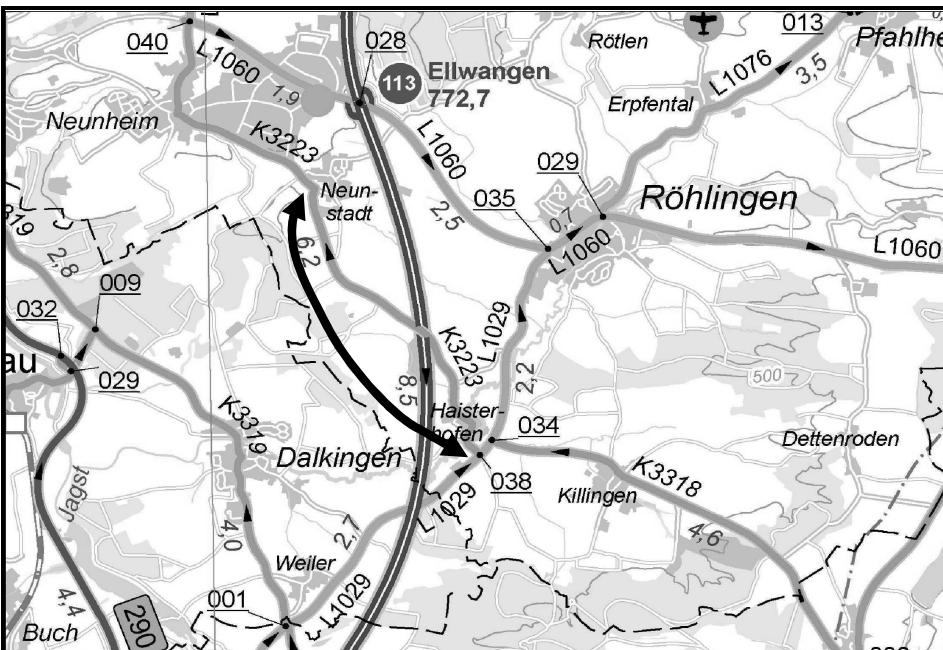 040
028
013
Rötlen
Pfahlhe
L1060
113
Ellwangen
772,7
L1076
3,5
1,9
Erpfental
Neunheim
K3223
L1060
029
Neun-
stadt
035
Röhlingen
2,5
0,7
L1060
L1060
319
2,8
6,2
009
032
L1029
K3223
au
029
8,5
2,2
500
K3319
Haister-
hofen
034
Dettenroden
Dalkingen
K3318
038
Killingen
L1029
Jagst
4,0
2,7
4,6
Weiler
L1029
4,4
001
290
Buch